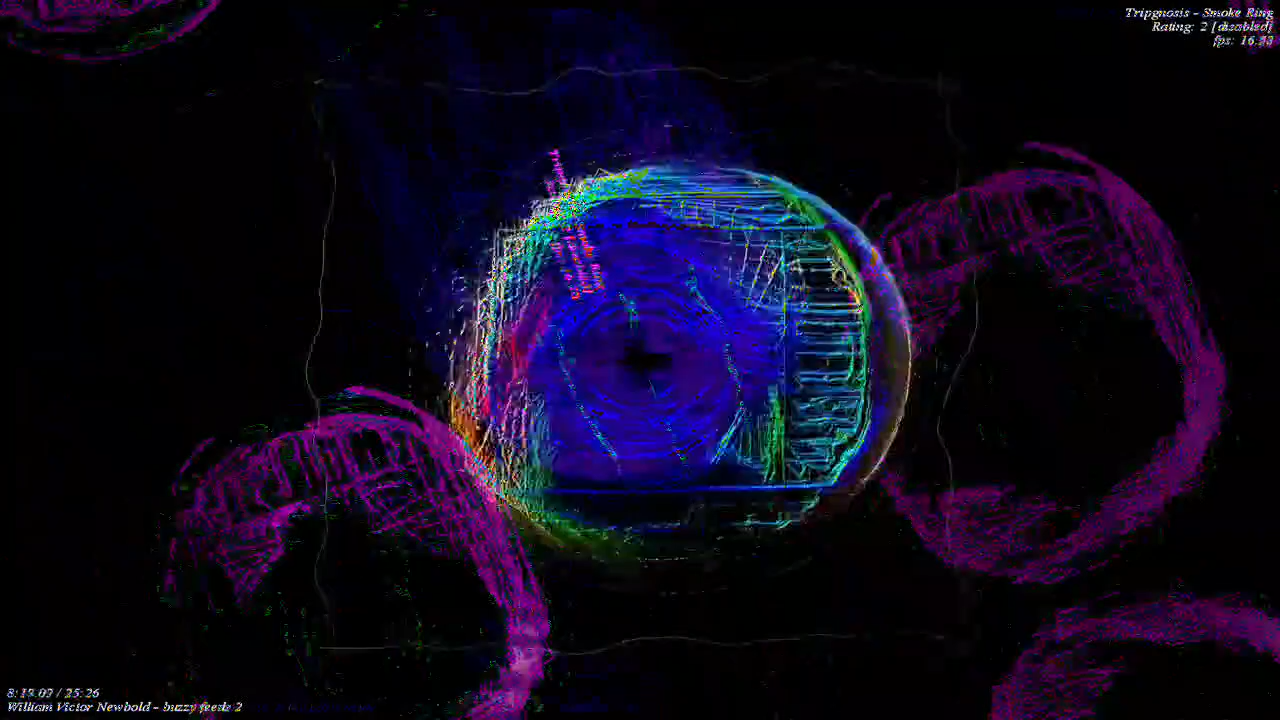 Tripgnosis - Smoke Ring
Rating: 2 [disabled]
fps: 16.53
8:19.09 / 25:26
William Victor Newbold - buzzy feeds 2